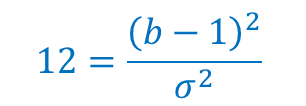 12 = (b − 1)² / σ²